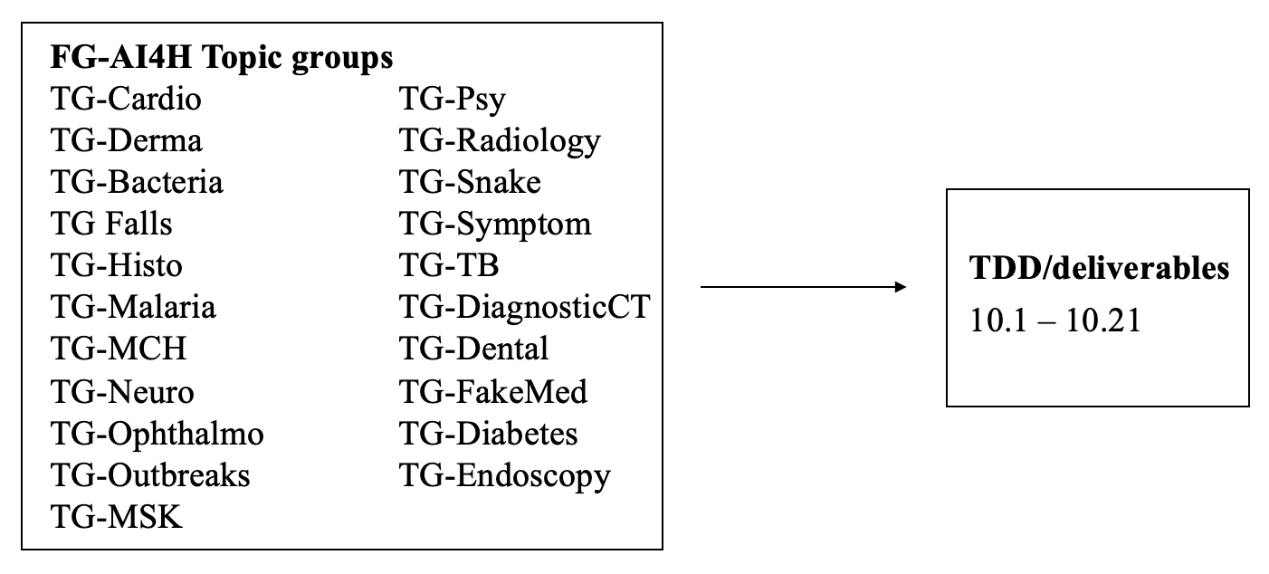 FG-AI4H Topic groups
TG-Cardio
TG-Derma
TG-Bacteria
TG Falls
TG-Histo
TG-Malaria
TG-MCH
TG-Neuro
TG-Ophthalmo
TG-Outbreaks
TG-MSK
TG-Psy
TG-Radiology
TG-Snake
TG-Symptom
TG-TB
TG-DiagnosticCT
TG-Dental
TG-FakeMed
TG-Diabetes
TG-Endoscopy
TDD/deliverables
10.1 – 10.21